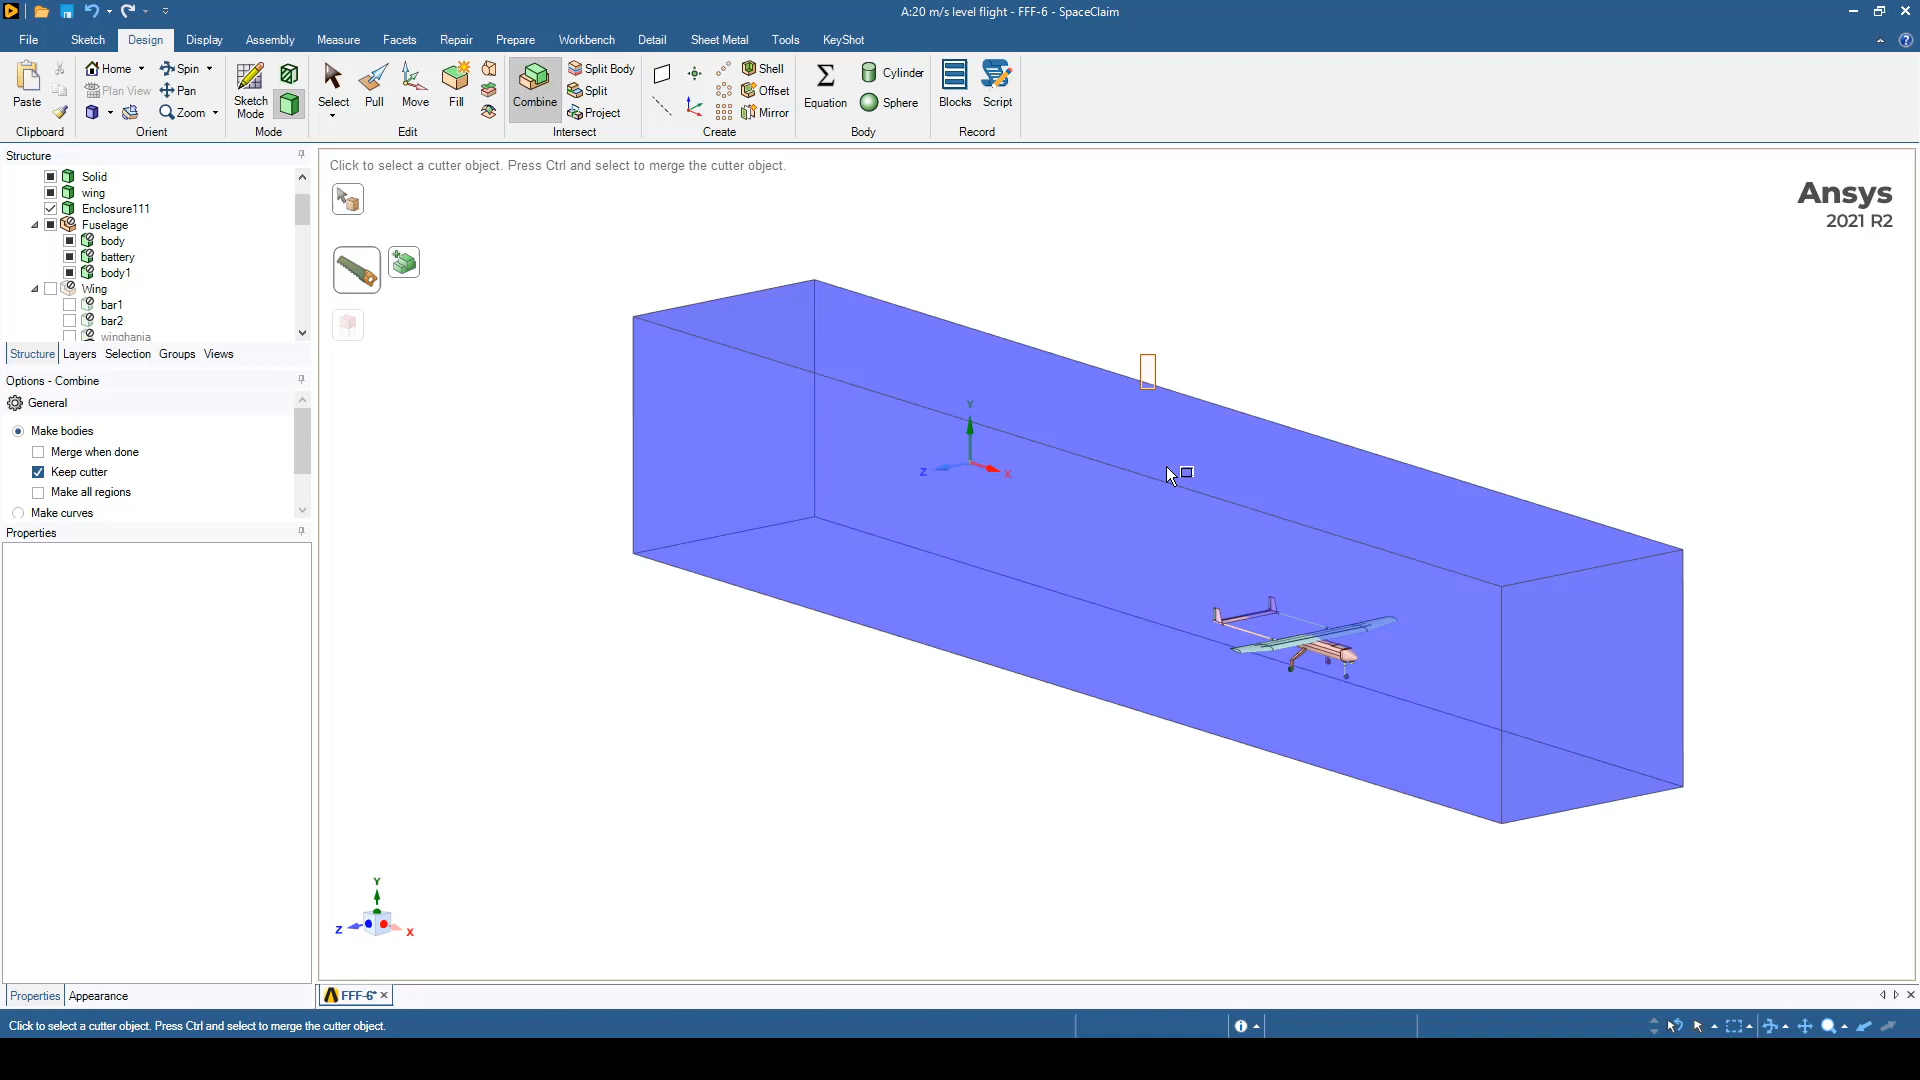 A:20 m/s level flight - FFF-6 - SpaceClaim
File Sketch Design Display Assembly Measure Facets Repair Prepare Workbench Detail Sheet Metal Tools KeyShot
Paste
Clipboard
Home
Spin
Plan View
Pan
Zoom
Orient
Sketch
Mode
Mode
Select
Pull
Move
Fill
Edit
Combine
Split Body
Split
Project
Intersect
Shell
Offset
Mirror
Create
Equation
Cylinder
Sphere
Body
Blocks
Script
Record
Structure
Solid
wing
Enclosure111
Fuselage
body
battery
body1
Wing
bar1
bar2
winghania
Structure Layers Selection Groups Views
Options - Combine
General
Make bodies
Merge when done
Keep cutter
Make all regions
Make curves
Properties
Properties Appearance
Click to select a cutter object. Press Ctrl and select to merge the cutter object.
Ansys
2021 R2
Y
Z
X
Y
Z
X
FFF-6*
Click to select a cutter object. Press Ctrl and select to merge the cutter object.